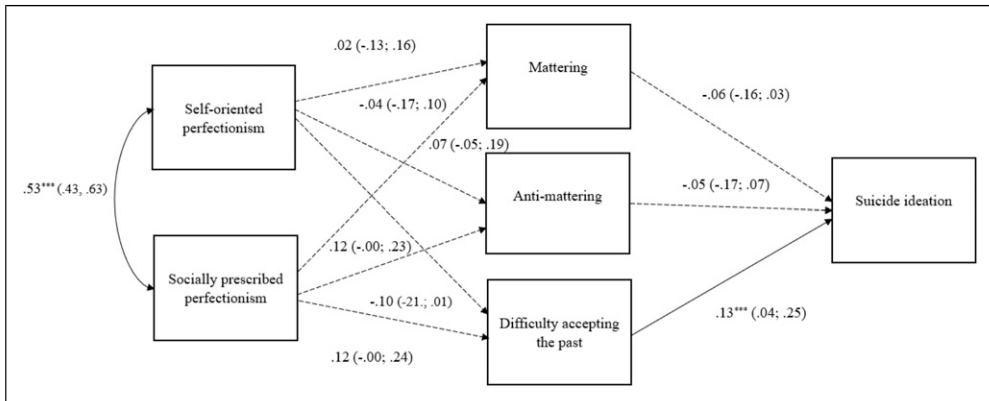 .02 (-.13; .16)
Mattering
-.06 (-.16; .03)
Self-oriented
perfectionism
-.04 (-.17; .10)
.07 (-.05; .19)
.53*** (.43, .63)
Anti-mattering
-.05 (-.17; .07)
Suicide ideation
Socially prescribed
perfectionism
.12 (-.00; .23)
-.10 (-21.; .01)
Difficulty accepting
the past
.13*** (.04; .25)
.12 (-.00; .24)